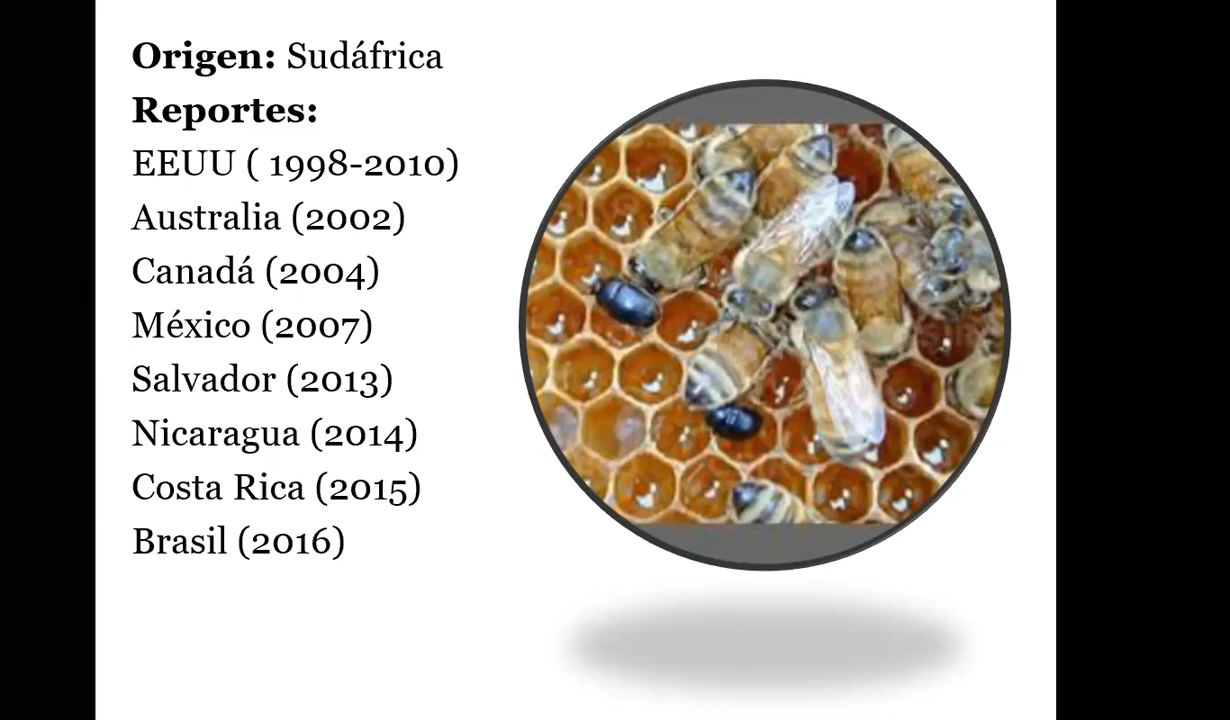 Origen: Sudáfrica
Reportes:
EEUU ( 1998-2010)
Australia (2002)
Canadá (2004)
México (2007)
Salvador (2013)
Nicaragua (2014)
Costa Rica (2015)
Brasil (2016)